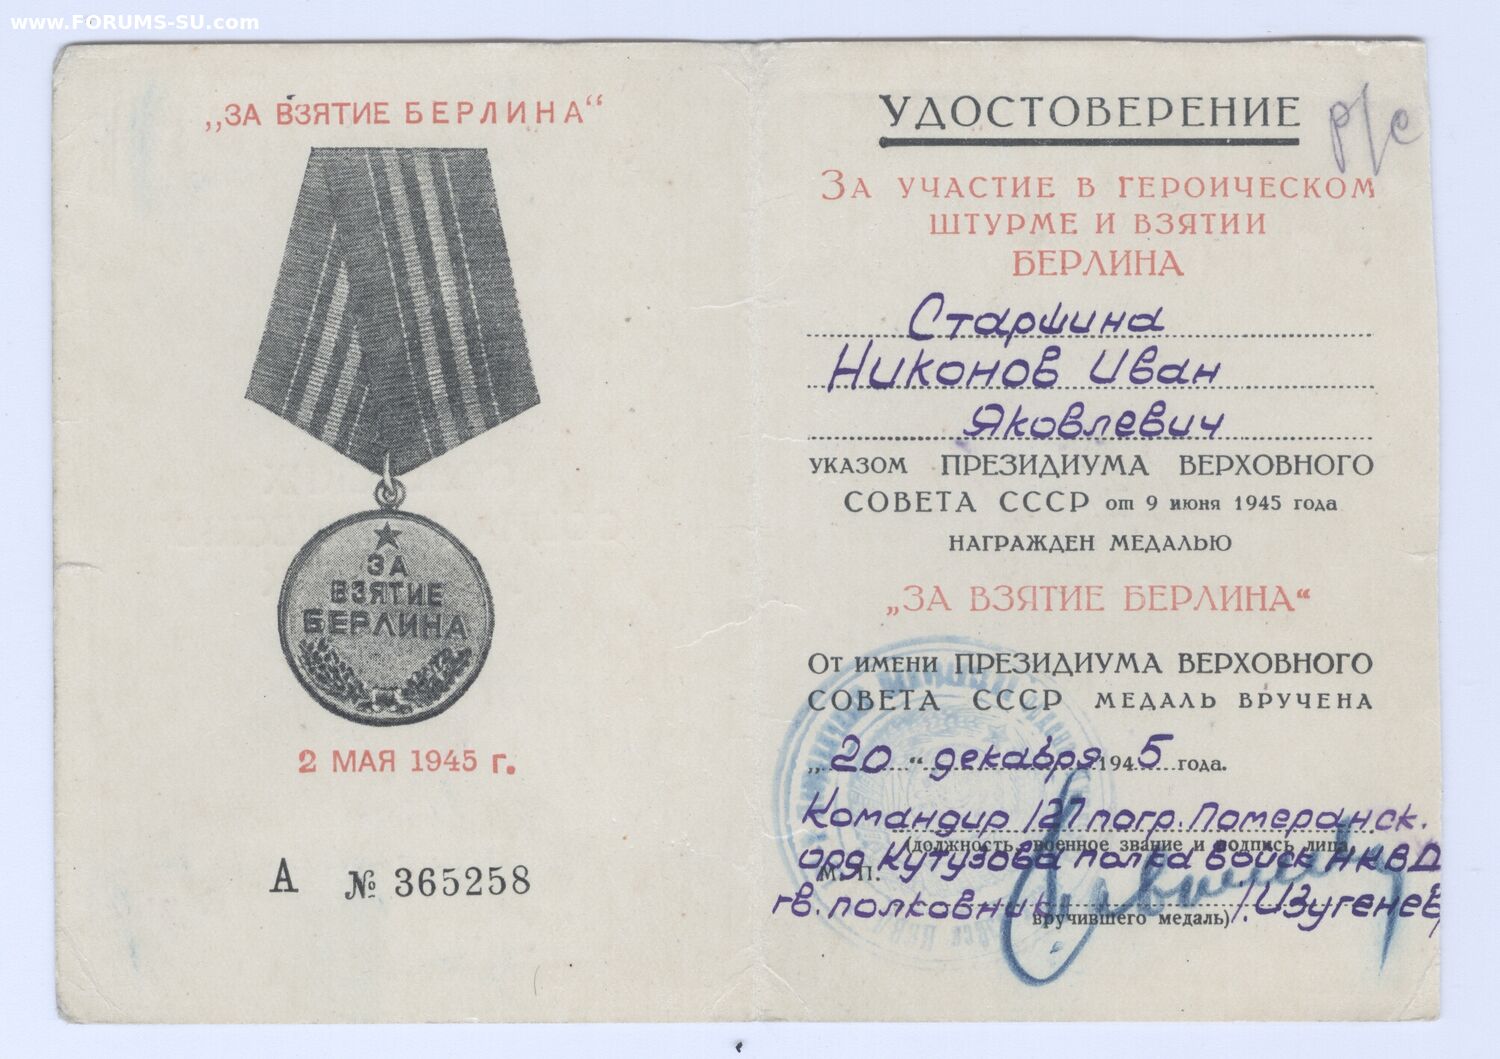 www.FORUMS-SU.com
„ЗА ВЗЯТИЕ БЕРЛИНА“
ЗА
ВЗЯТИЕ
БЕРЛИНА
2 МАЯ 1945 г.
А № 365258
УДОСТОВЕРЕНИЕ
р/с
За участие в героическом
штурме и взятии
Берлина
Старшина
Никонов Иван
Яковлевич
указом ПРЕЗИДИУМА ВЕРХОВНОГО
СОВЕТА СССР от 9 июня 1945 года
НАГРАЖДЕН МЕДАЛЬЮ
„ЗА ВЗЯТИЕ БЕРЛИНА“
От имени ПРЕЗИДИУМА ВЕРХОВНОГО
СОВЕТА СССР МЕДАЛЬ ВРУЧЕНА
„20“ декабря 1945 года.
Командир 127 погр. Померанск.
(должность, военное звание и подпись лица,
орд Кутузова полка войск НКВД
М. П.
гв. полковник /Изугенев
вручившего медаль)